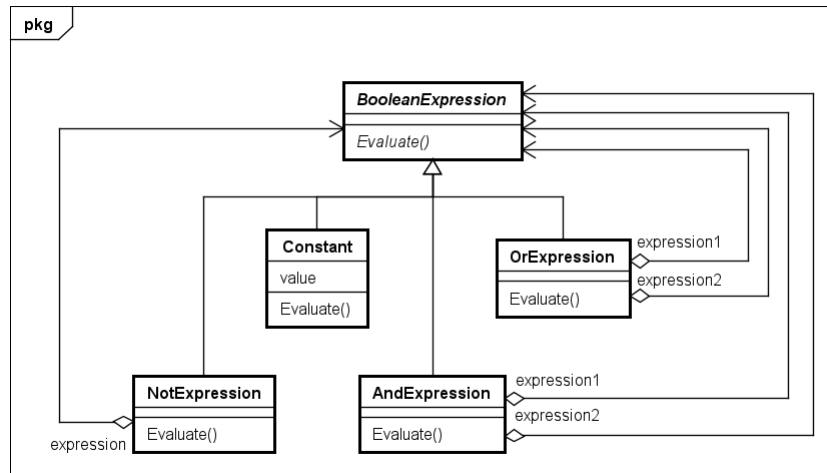 pkg
BooleanExpression
Evaluate()
Constant
value
Evaluate()
OrExpression
Evaluate()
expression1
expression2
NotExpression
Evaluate()
expression
AndExpression
Evaluate()
expression1
expression2